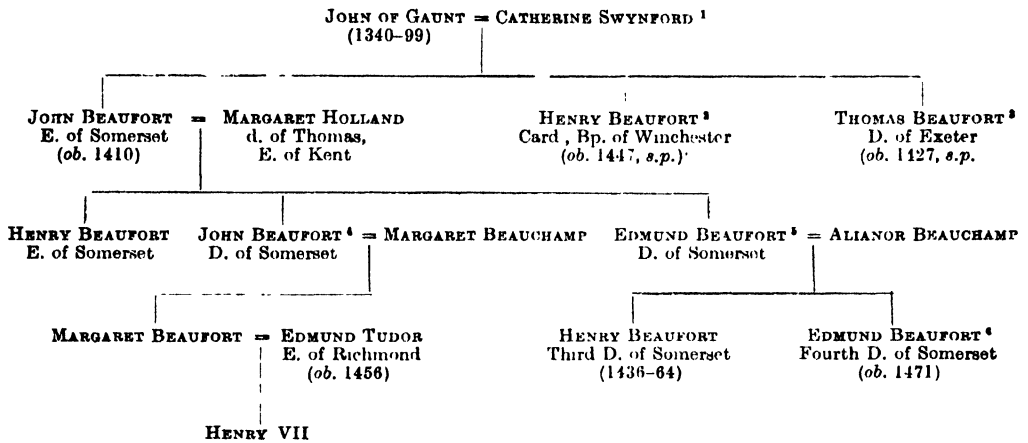 JOHN OF GAUNT = CATHERINE SWYNFORD ¹
(1340–99)
JOHN BEAUFORT = MARGARET HOLLAND
E. of Somerset
(ob. 1410)
d. of Thomas,
E. of Kent
HENRY BEAUFORT ²
Card, Bp. of Winchester
(ob. 1447, s.p.)
THOMAS BEAUFORT ³
D. of Exeter
(ob. 1427, s.p.
HENRY BEAUFORT
E. of Somerset
JOHN BEAUFORT ⁴ = MARGARET BEAUCHAMP
D. of Somerset
EDMUND BEAUFORT ⁵ = ALIANOR BEAUCHAMP
D. of Somerset
MARGARET BEAUFORT = EDMUND TUDOR
E. of Richmond
(ob. 1456)
HENRY BEAUFORT
Third D. of Somerset
(1436–64)
EDMUND BEAUFORT ⁶
Fourth D. of Somerset
(ob. 1471)
HENRY VII